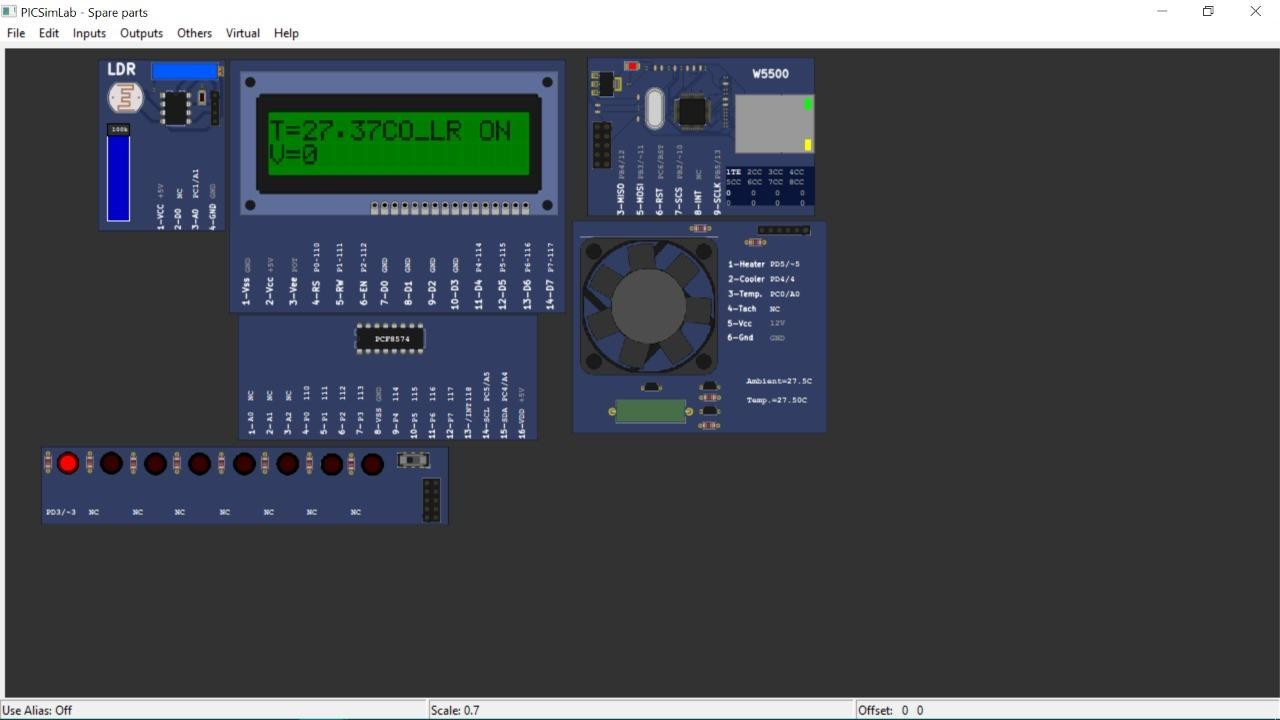 PICSimLab - Spare parts
File Edit Inputs Outputs Others Virtual Help
LDR
100k
1-VCC +5V
2-DO NC
3-AO PC1/A1
4-GND GND
T=27.37CO_LR ON
V=0
1-Vss GND
2-Vcc +5V
3-Vee POT
4-RS P0-110
5-RW P1-111
6-EN P2-112
7-D0 GND
8-D1 GND
9-D2 GND
10-D3 GND
11-D4 P4-114
12-D5 P5-115
13-D6 P6-116
14-D7 P7-117
W5500
3-MISO PB4/12
5-MOSI PB3/~11
6-RST PC6/RST
7-SCS PB2/~10
8-INT NC
9-SCLK PB5/13
1TE 2CC 3CC 4CC
5CC 6CC 7CC 8CC
0 0 0
0 0 0
1-Heater PD5/~5
2-Cooler PD4/4
3-Temp. PC0/A0
4-Tach NC
5-Vcc 12V
6-Gnd GND
Ambient=27.5C
Temp.=27.50C
PCF8574
1-A0 NC
2-A1 NC
3-A2 NC
4-P0 110
5-P1 111
6-P2 112
7-P3 113
8-VSS GND
9-P4 114
10-P5 115
11-P6 116
12-P7 117
13-/INT118
14-SCL PC5/A5
15-SDA PC4/A4
16-VDD +5V
PD3/~3 NC NC NC NC NC NC NC
Use Alias: Off Scale: 0.7 Offset: 0 0